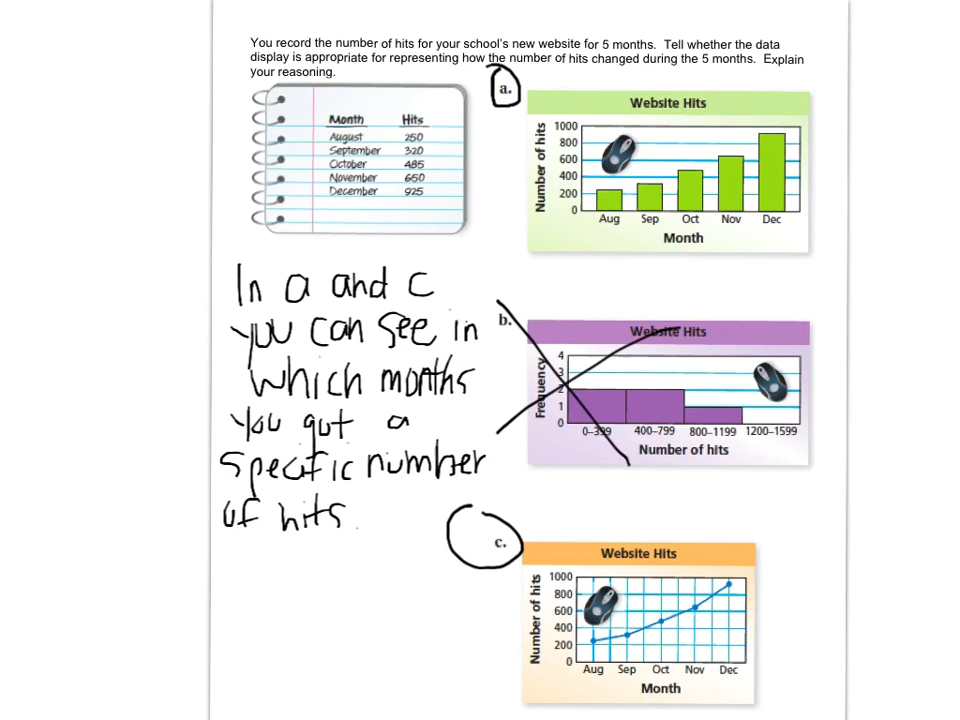 You record the number of hits for your school's new website for 5 months.  Tell whether the data
display is appropriate for representing how the number of hits changed during the 5 months.  Explain
your reasoning.
Month Hits
August 250
September 320
October 485
November 650
December 925
a.
Website Hits
Number of hits
1000
800
600
400
200
0
Aug Sep Oct Nov Dec
Month
In a and c
you can see in
which months
you got a
specific number
of hits.
b.
Website Hits
Frequency
4
3
2
1
0
0–399 400–799 800–1199 1200–1599
Number of hits
c.
Website Hits
Number of hits
1000
800
600
400
200
0
Aug Sep Oct Nov Dec
Month